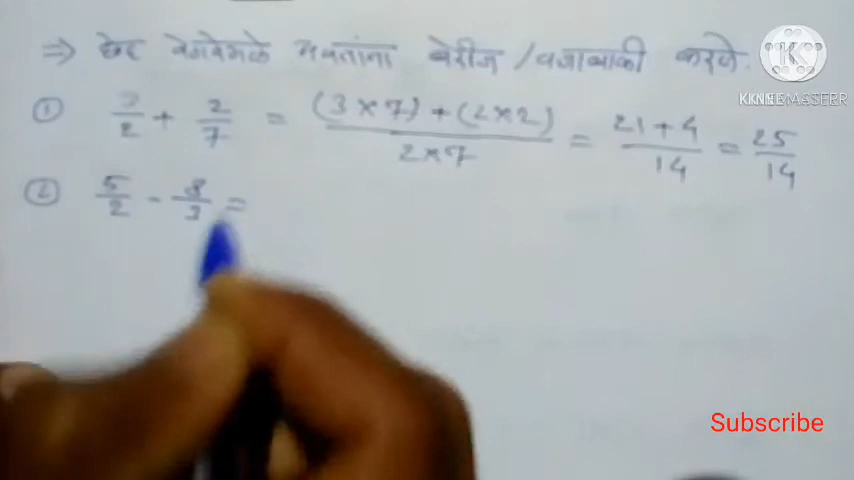 ⇒ छेद वेगवेगळे असतांना बेरीज / वजाबाकी करणे.
① 3/2 + 2/7 = (3×7) + (2×2) / 2×7 = 21+4 / 14 = 25/14
② 5/2 - 8/3 =
K
Subscribe